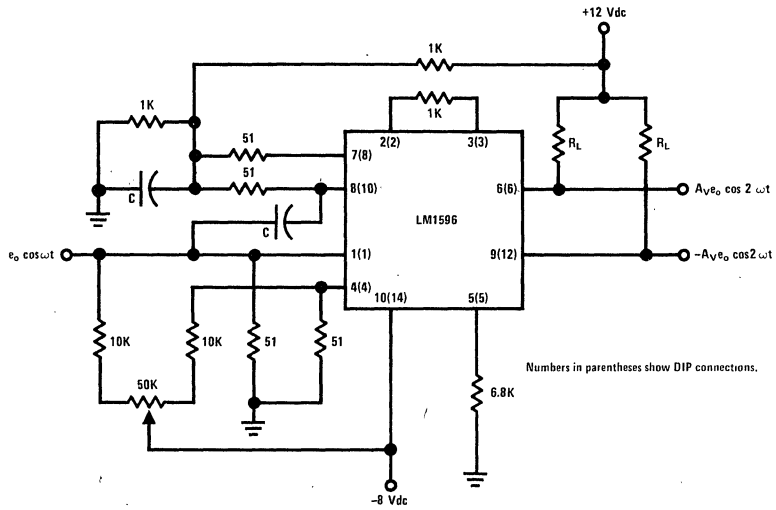 +12 Vdc
1K
1K
1K
2(2)
3(3)
RL
RL
51
7(8)
51
8(10)
6(6)
AVeo cos 2 ωt
C
C
LM1596
eo cosωt
1(1)
9(12)
-AVeo cos2 ωt
4(4)
10(14)
5(5)
10K
10K
51
51
50K
6.8K
Numbers in parentheses show DIP connections.
-8 Vdc